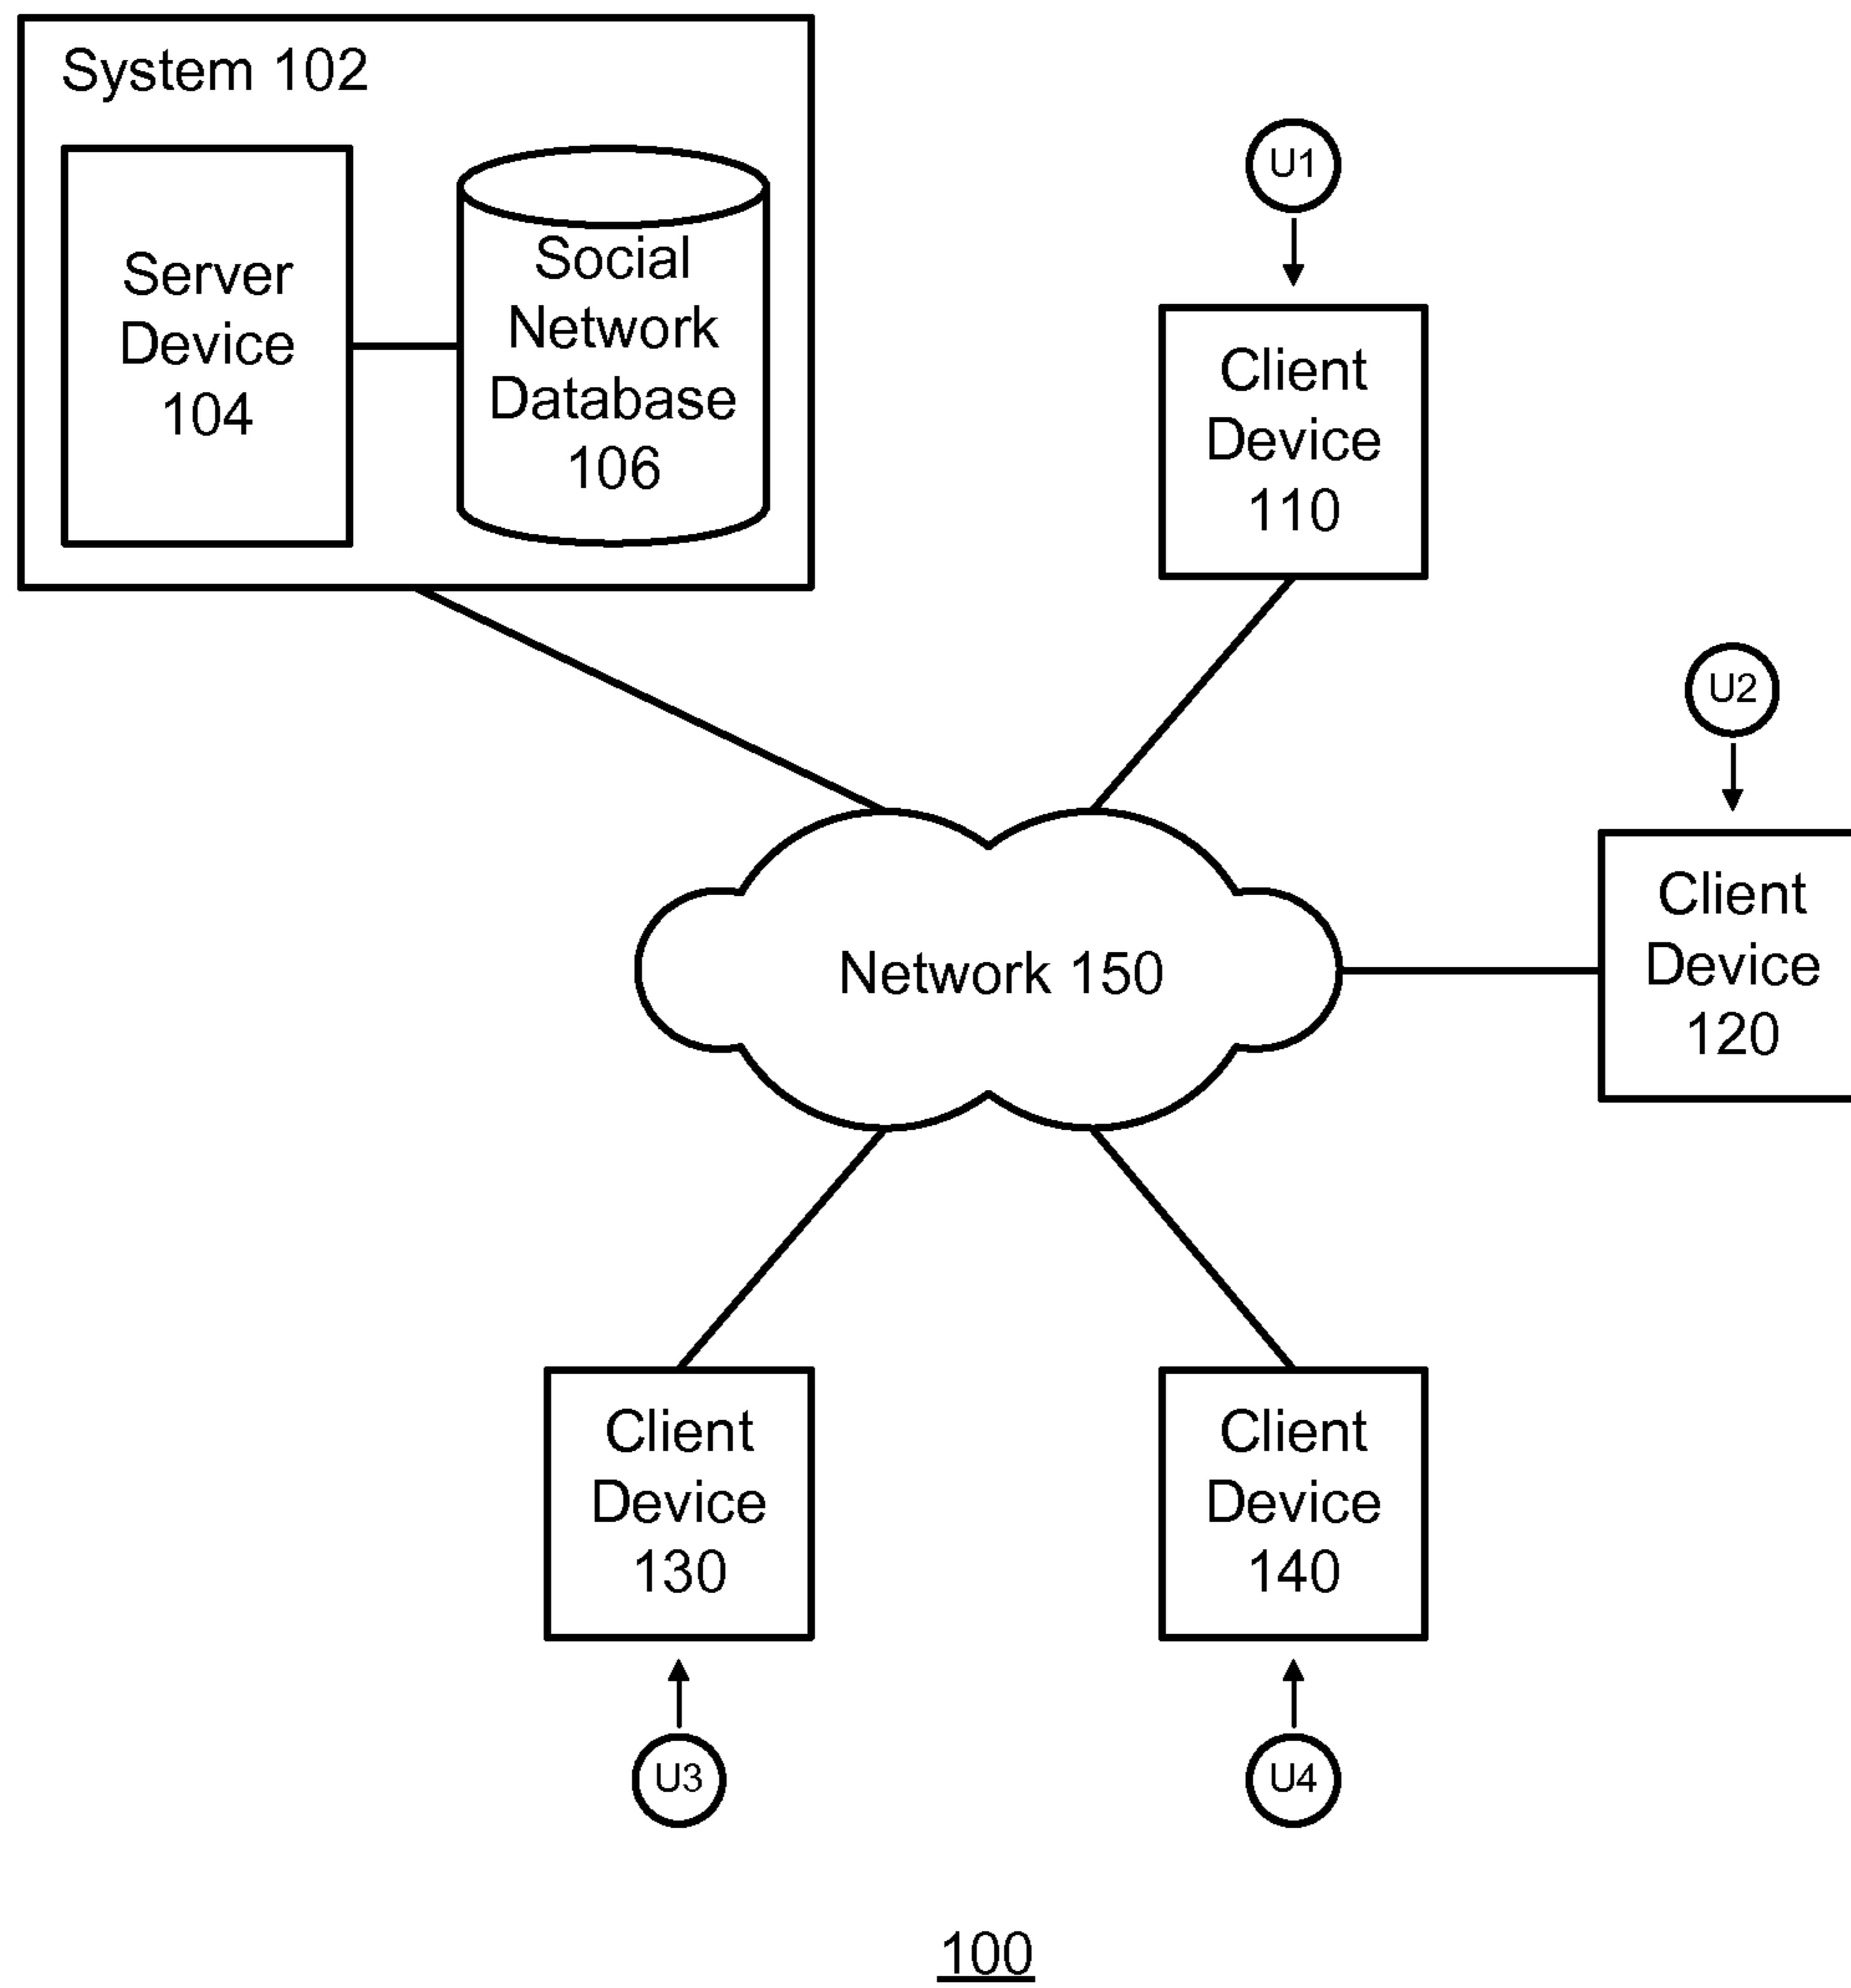 System 102
Server
Device
104
Social
Network
Database
106
U1
Client
Device
110
U2
Client
Device
120
Network 150
Client
Device
130
Client
Device
140
U3
U4
100